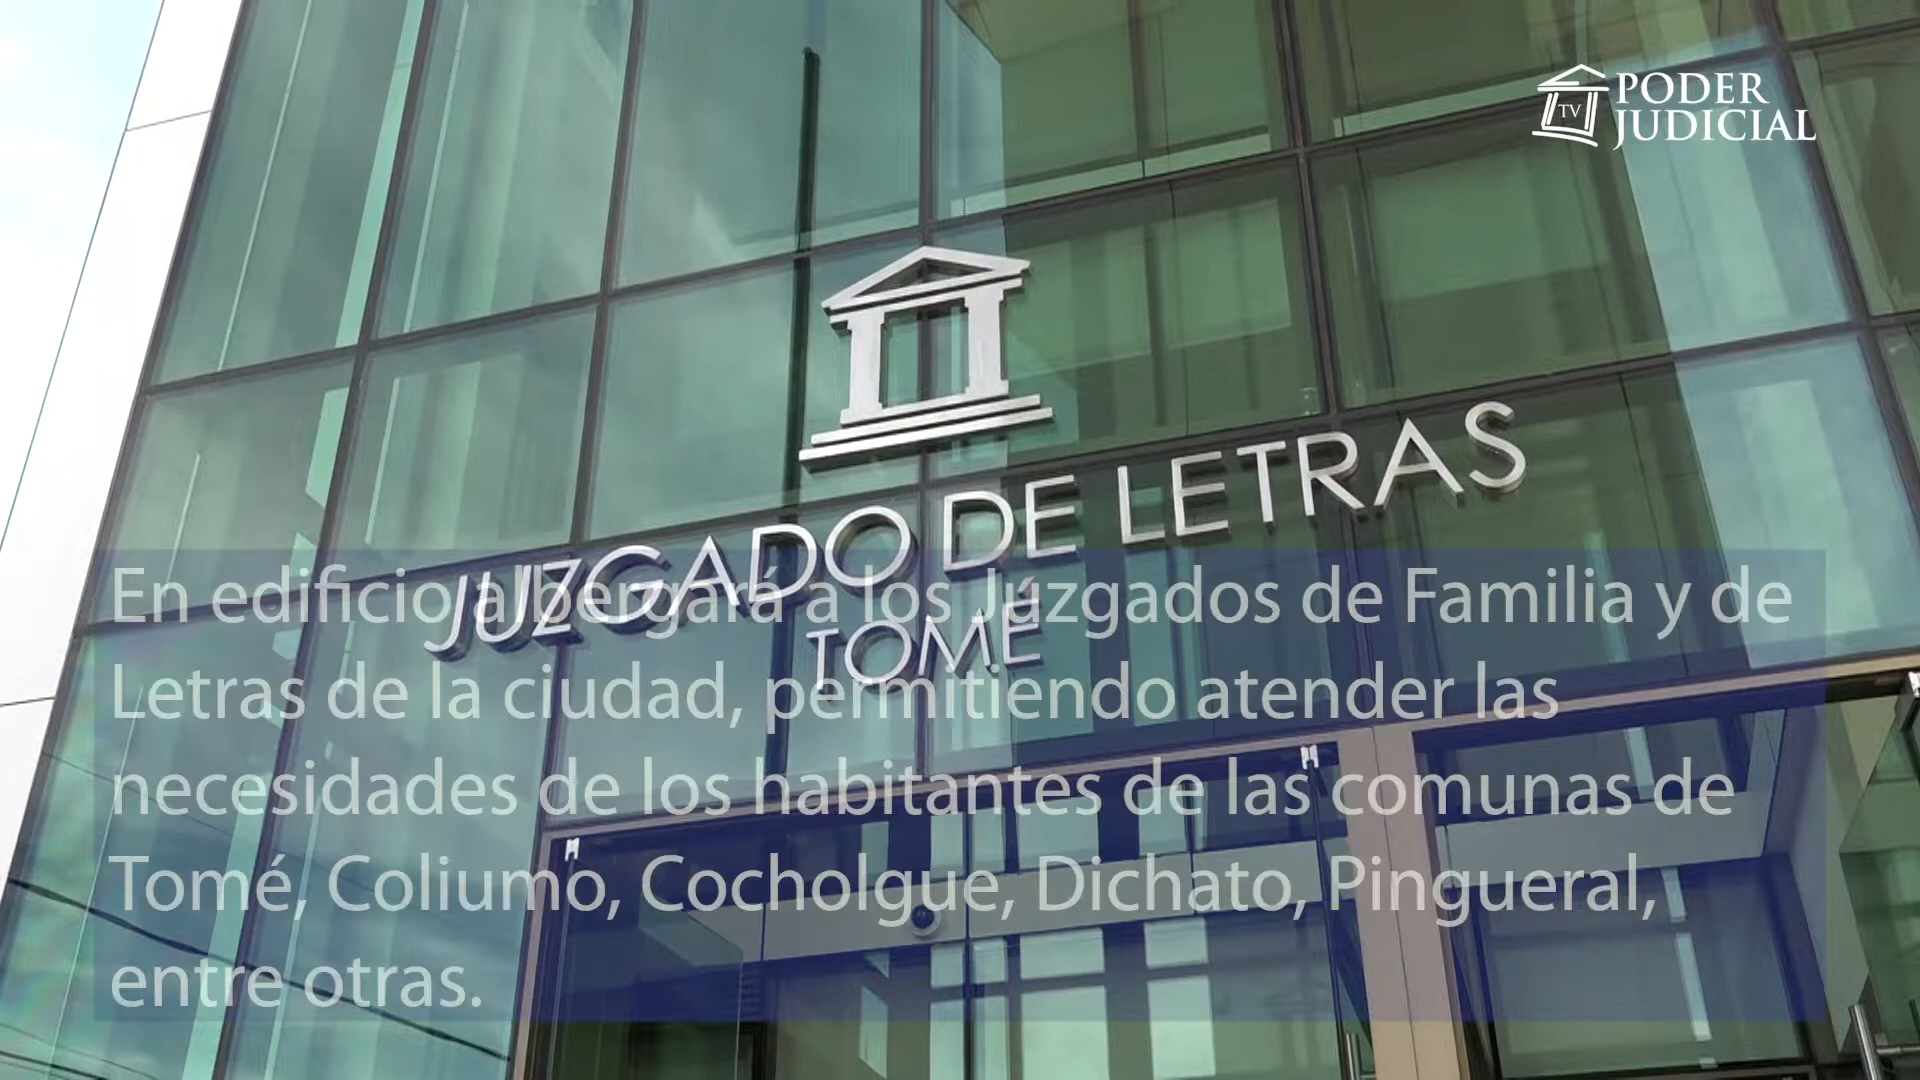 TV
PODER
JUDICIAL
JUZGADO DE LETRAS
TOMÉ
En edificio albergará a los Juzgados de Familia y de
Letras de la ciudad, permitiendo atender las
necesidades de los habitantes de las comunas de
Tomé, Coliumo, Cocholgue, Dichato, Pingueral,
entre otras.